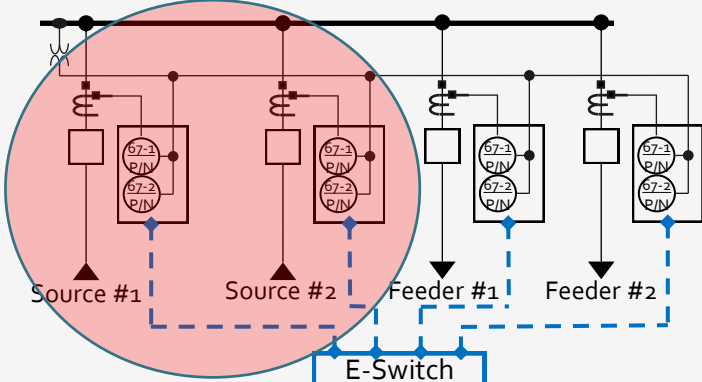 67-1
P/N
67-2
P/N
67-1
P/N
67-2
P/N
67-1
P/N
67-2
P/N
67-1
P/N
67-2
P/N
Source #1
Source #2
Feeder #1
Feeder #2
E-Switch